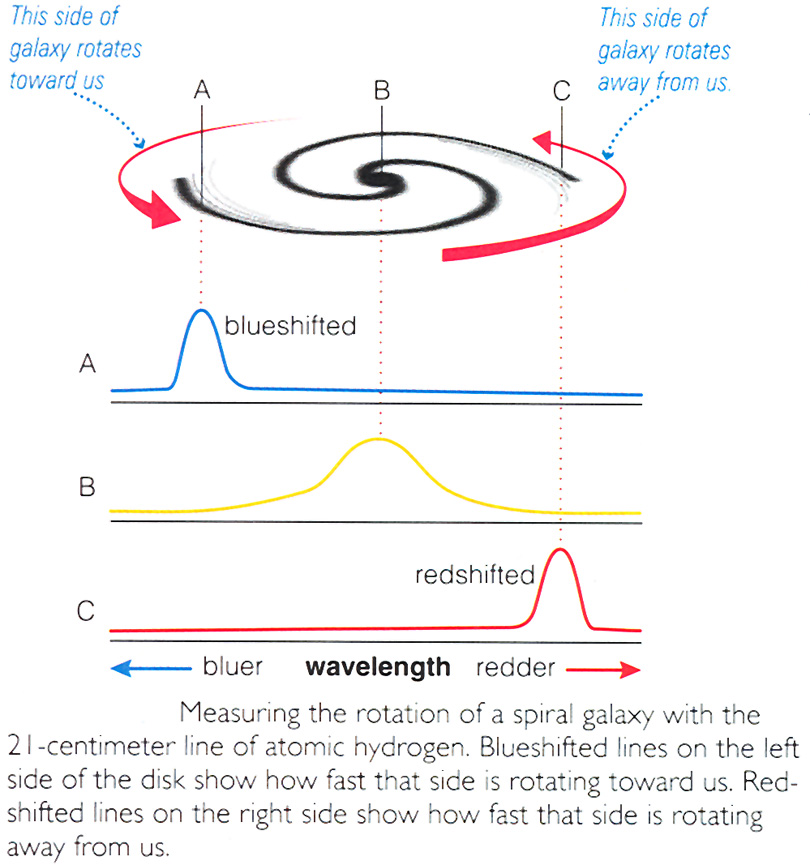 This side of
galaxy rotates
toward us
This side of
galaxy rotates
away from us.
A
B
C
blueshifted
A
B
redshifted
C
bluer wavelength redder
Measuring the rotation of a spiral galaxy with the
21-centimeter line of atomic hydrogen. Blueshifted lines on the left
side of the disk show how fast that side is rotating toward us. Red-
shifted lines on the right side show how fast that side is rotating
away from us.